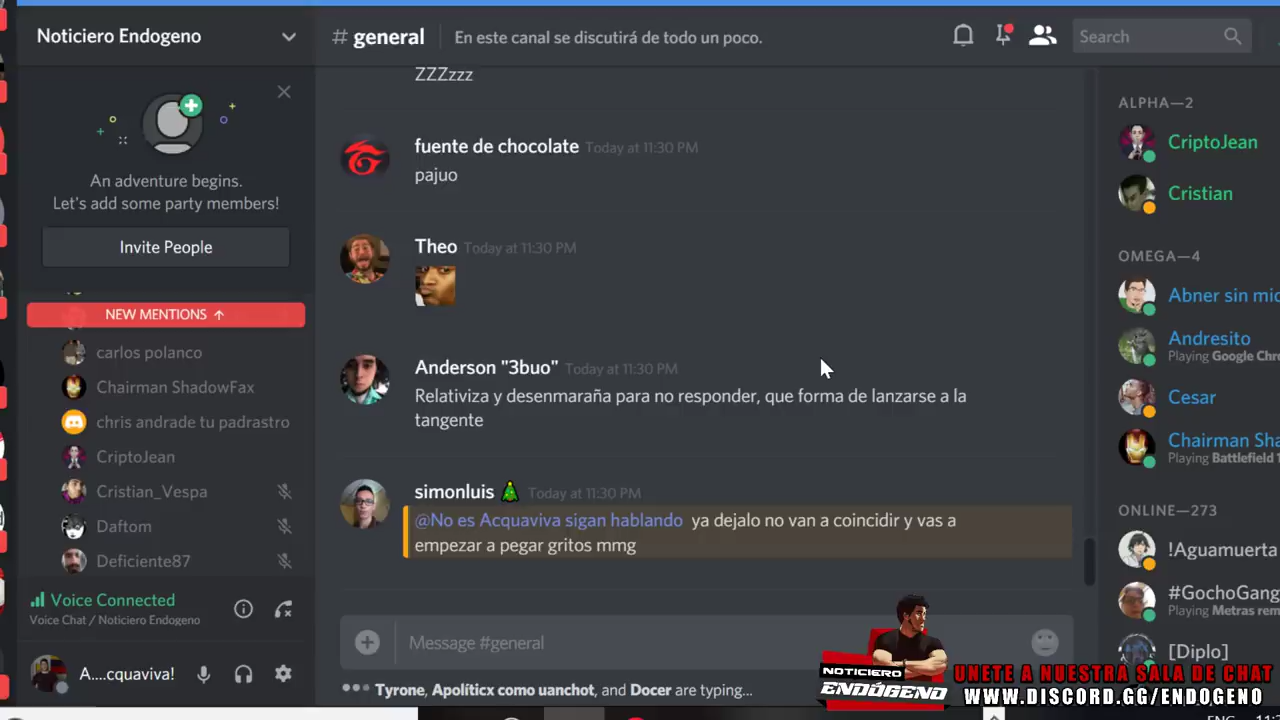 Noticiero Endogeno
# general
En este canal se discutirá de todo un poco.
Search
An adventure begins.
Let's add some party members!
Invite People
NEW MENTIONS ↑
carlos polanco
Chairman ShadowFax
chris andrade tu padrastro
CriptoJean
Cristian_Vespa
Daftom
Deficiente87
Voice Connected
Voice Chat / Noticiero Endogeno
A....cquaviva!
ZZZzzz
fuente de chocolate Today at 11:30 PM
pajuo
Theo Today at 11:30 PM
Anderson "3buo" Today at 11:30 PM
Relativiza y desenmaraña para no responder, que forma de lanzarse a la
tangente
simonluis Today at 11:30 PM
@No es Acquaviva sigan hablando ya dejalo no van a coincidir y vas a
empezar a pegar gritos mmg
Message #general
Tyrone, Apolíticx como uanchot, and Docer are typing...
ALPHA—2
CriptoJean
Cristian
OMEGA—4
Abner sin mic
Andresito
Playing Google Chro
Cesar
Chairman Sha
Playing Battlefield 1
ONLINE—273
!Aguamuerta
#GochoGang
Playing Metras rem
[Diplo]
NOTICIERO
ENDÓGENO
UNETE A NUESTRA SALA DE CHAT
WWW.DISCORD.GG/ENDOGENO